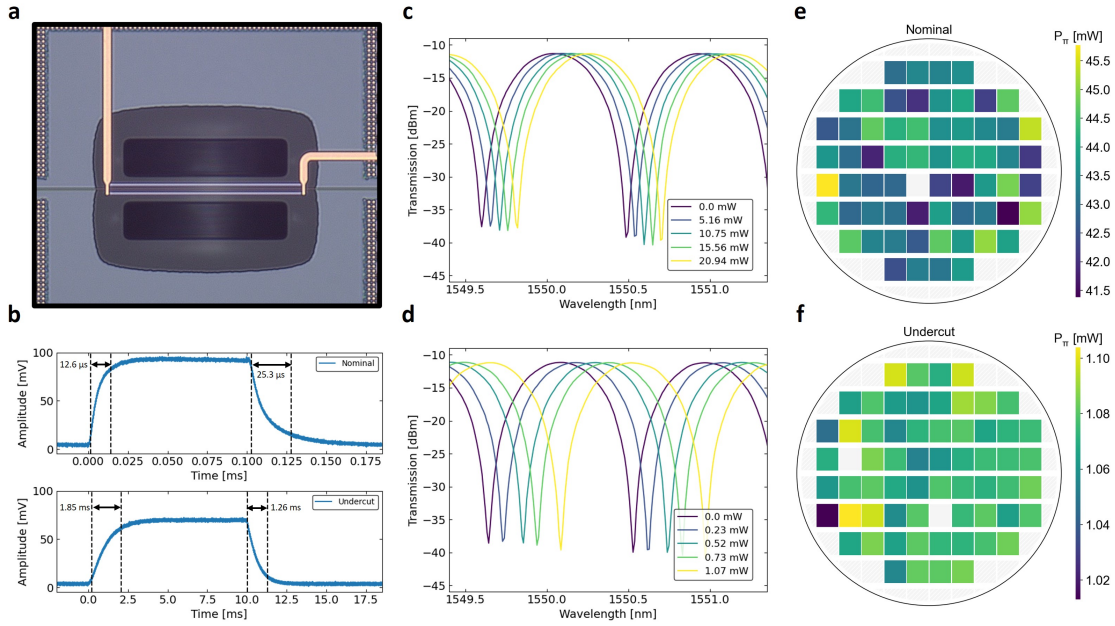 a
b
12.6 µs
25.3 µs
Nominal
Amplitude [mV]
100
50
0
0.000 0.025 0.050 0.075 0.100 0.125 0.150 0.175
Time [ms]
1.85 ms
1.26 ms
Undercut
Amplitude [mV]
100
50
0
0.0 2.5 5.0 7.5 10.0 12.5 15.0 17.5
Time [ms]
c
Transmission [dBm]
−10
−15
−20
−25
−30
−35
−40
−45
0.0 mW
5.16 mW
10.75 mW
15.56 mW
20.94 mW
1549.5 1550.0 1550.5 1551.0
Wavelength [nm]
d
Transmission [dBm]
−10
−15
−20
−25
−30
−35
−40
−45
0.0 mW
0.23 mW
0.52 mW
0.73 mW
1.07 mW
1549.5 1550.0 1550.5 1551.0
Wavelength [nm]
e
Nominal
Pπ [mW]
45.5
45.0
44.5
44.0
43.5
43.0
42.5
42.0
41.5
f
Undercut
Pπ [mW]
1.10
1.08
1.06
1.04
1.02